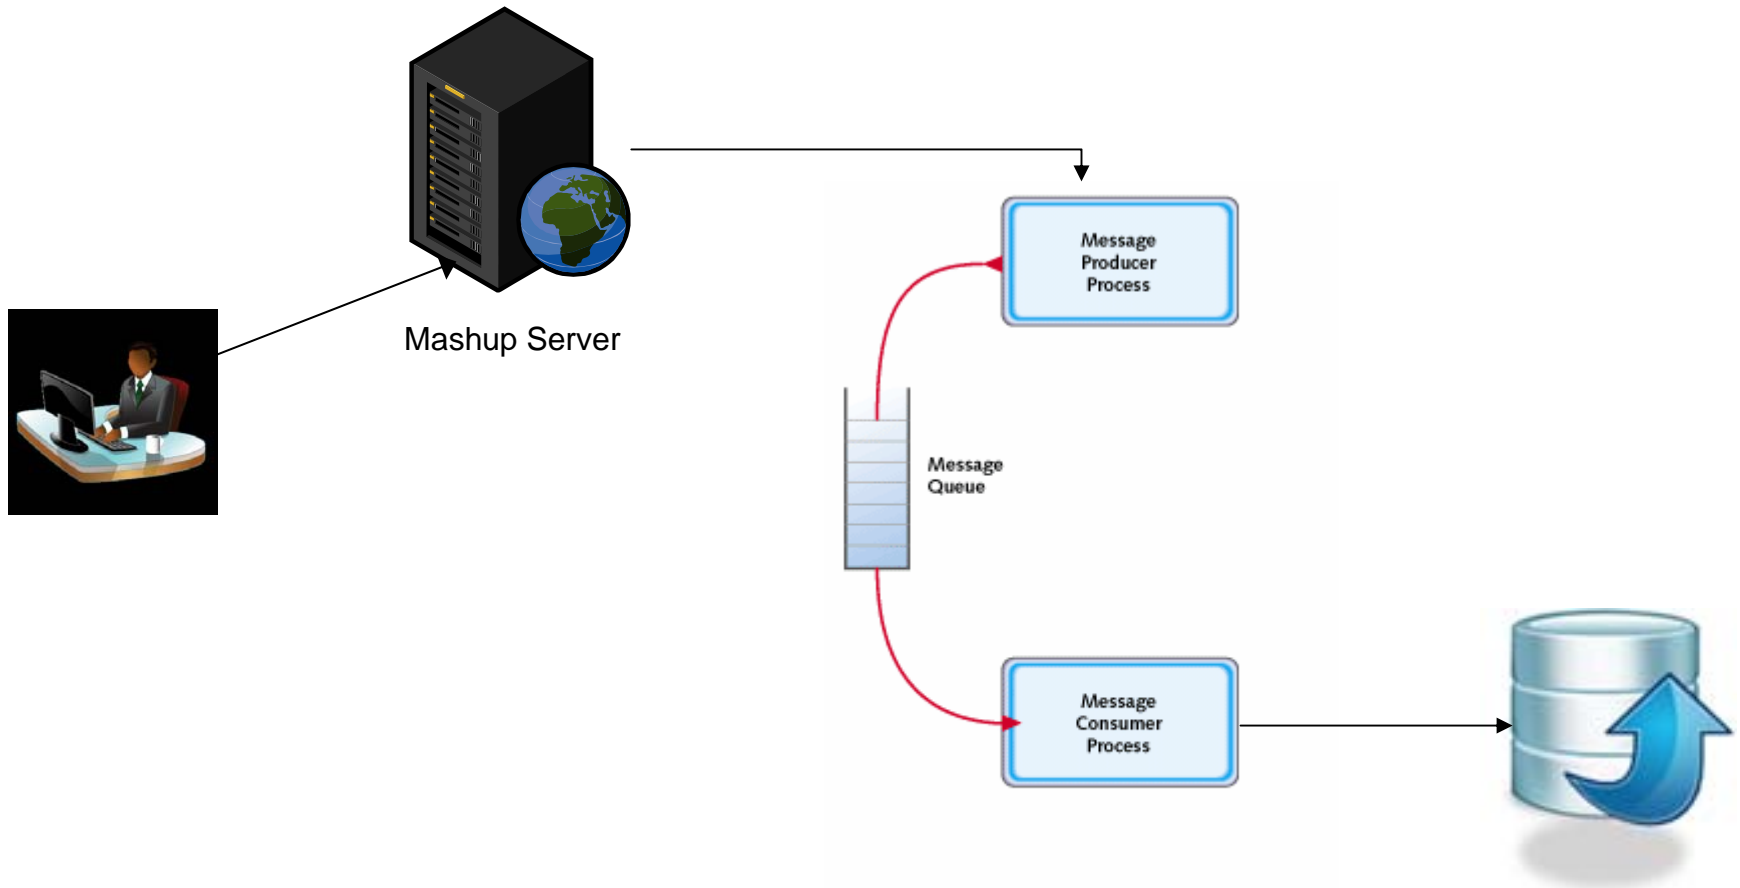 Mashup Server
Message
Producer
Process
Message
Queue
Message
Consumer
Process